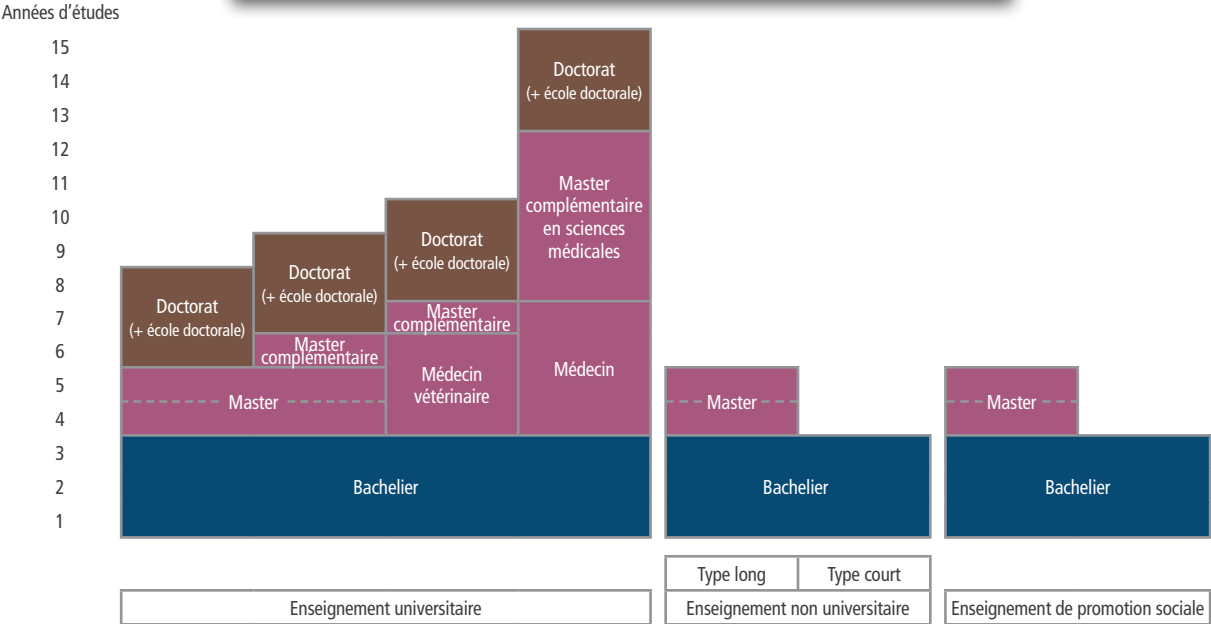 Années d’études
15
14
13
12
11
10
9
8
7
6
5
4
3
2
1
Doctorat
(+ école doctorale)
Master
Bachelier
Doctorat
(+ école doctorale)
Master
complémentaire
Doctorat
(+ école doctorale)
Master
complémentaire
Médecin
vétérinaire
Doctorat
(+ école doctorale)
Master
complémentaire
en sciences
médicales
Médecin
Enseignement universitaire
Master
Bachelier
Type long
Type court
Enseignement non universitaire
Master
Bachelier
Enseignement de promotion sociale